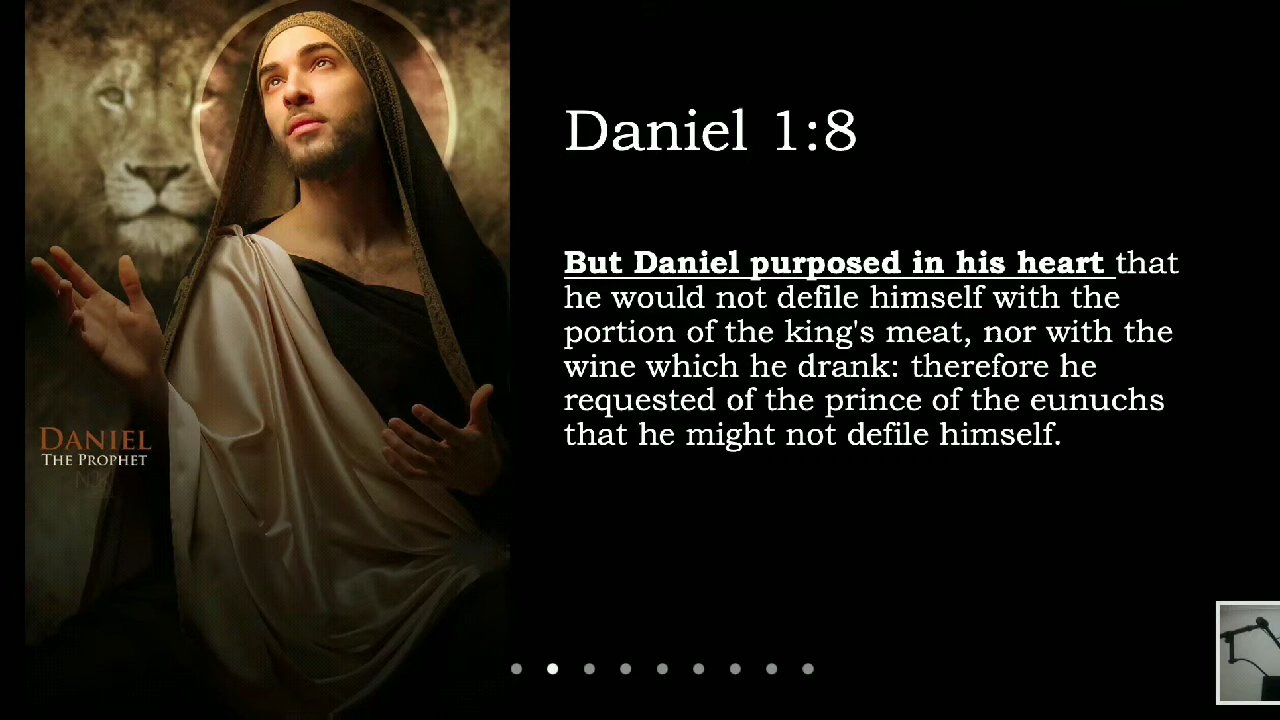 Daniel 1:8
But Daniel purposed in his heart that
he would not defile himself with the
portion of the king's meat, nor with the
wine which he drank: therefore he
requested of the prince of the eunuchs
that he might not defile himself.
DANIEL
THE PROPHET